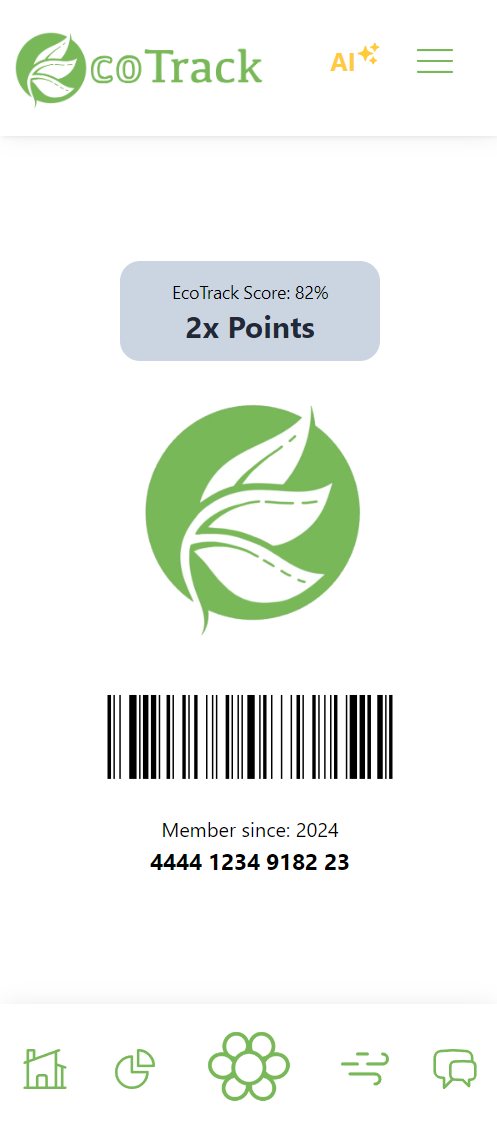 EcoTrack
AI
EcoTrack Score: 82%
2x Points
Member since: 2024
4444 1234 9182 23